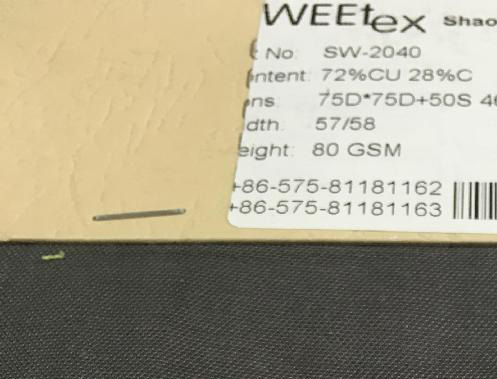 WEEtex Shao
No: SW-2040
ntent: 72%CU 28%C
ns 75D*75D+50S 4
dth: 57/58
eight: 80 GSM
+86-575-81181162
+86-575-81181163